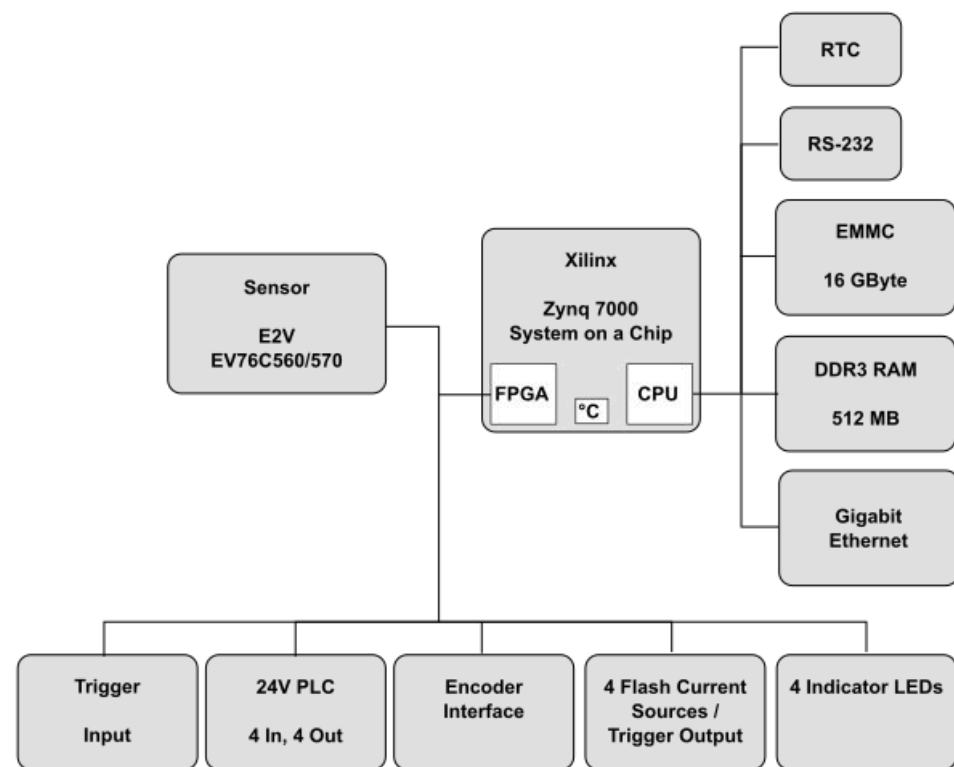 RTC
RS-232
EMMC
16 GByte
Xilinx
Zynq 7000
System on a Chip
FPGA
°C
CPU
Sensor
E2V
EV76C560/570
DDR3 RAM
512 MB
Gigabit
Ethernet
Trigger
Input
24V PLC
4 In, 4 Out
Encoder
Interface
4 Flash Current
Sources /
Trigger Output
4 Indicator LEDs